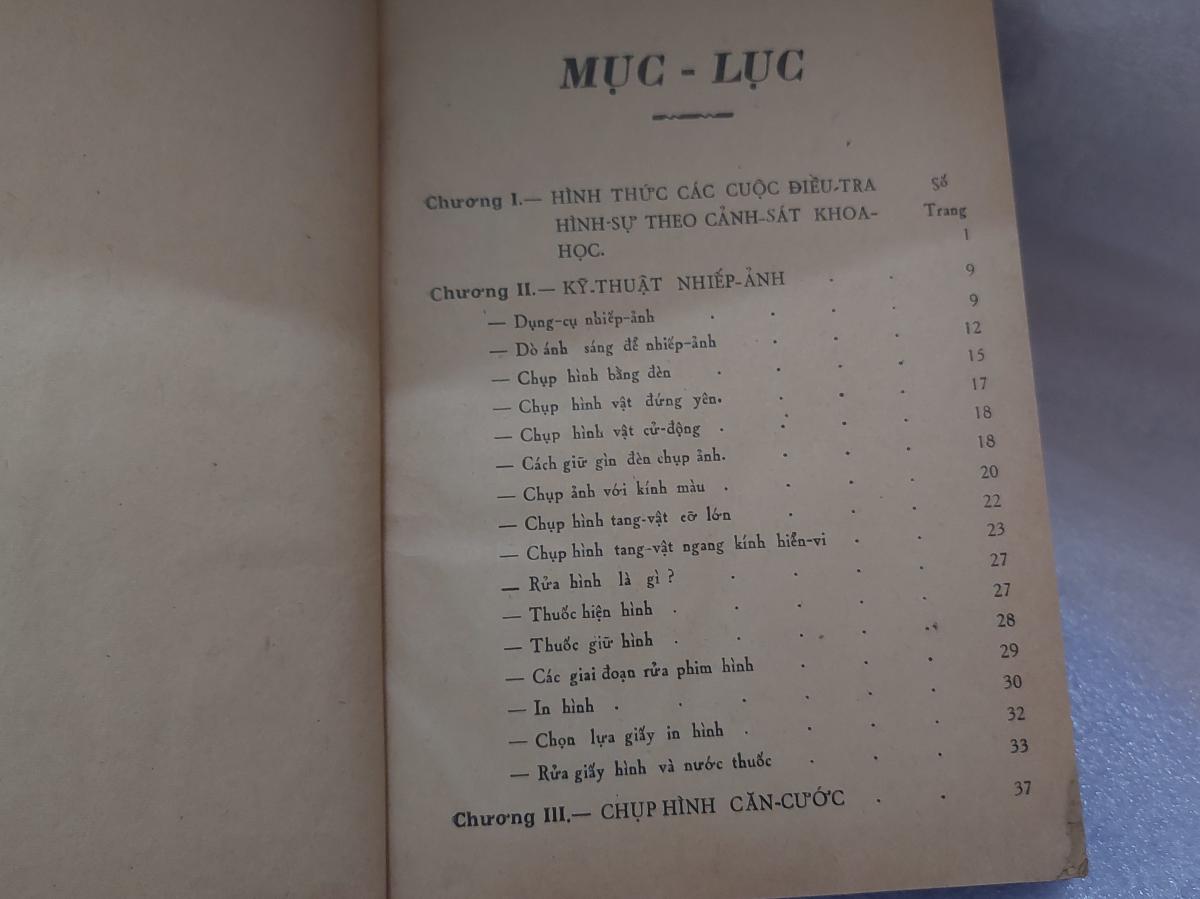 MỤC - LỤC
Chương I.— HÌNH THỨC CÁC CUỘC ĐIỀU-TRA Số
HÌNH-SỰ THEO CẢNH-SÁT KHOA- Trang
HỌC. 1
Chương II.— KỸ-THUẬT NHIẾP-ẢNH . . 9
— Dụng-cụ nhiếp-ảnh . . . . 9
— Dò ánh sáng để nhiếp-ảnh . . . 12
— Chụp hình bằng đèn . . . . 15
— Chụp hình vật đứng yên. . . . 17
— Chụp hình vật cử-động . . . . 18
— Cách giữ gìn đèn chụp ảnh. . . . 18
— Chụp ảnh với kính màu . . . . 20
— Chụp hình tang-vật cỡ lớn . . . 22
— Chụp hình tang-vật ngang kính hiển-vi . . 23
— Rửa hình là gì ? . . . . 27
— Thuốc hiện hình . . . . . 27
— Thuốc giữ hình . . . . . 28
— Các giai đoạn rửa phim hình . . . 29
— In hình . . . . . . 30
— Chọn lựa giấy in hình . . . . 32
— Rửa giấy hình và nước thuốc . . . 33
Chương III.— CHỤP HÌNH CĂN-CƯỚC . . 37